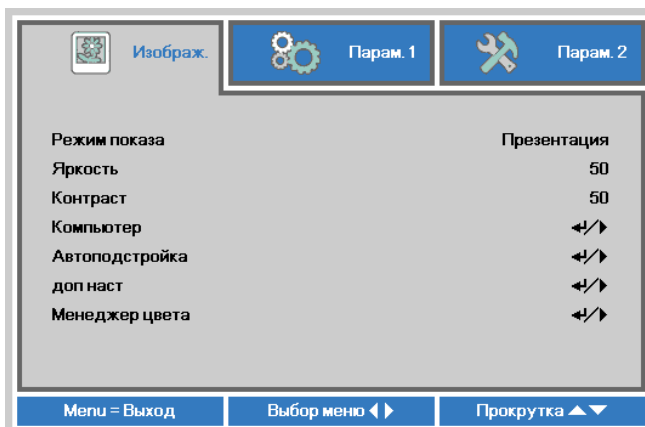 Изображ. Парам. 1 Парам. 2
Режим показа Презентация
Яркость 50
Контраст 50
Компьютер ↵/▶
Автоподстройка ↵/▶
доп наст ↵/▶
Менеджер цвета ↵/▶
Menu = Выход Выбор меню ◀ ▶ Прокрутка ▲ ▼